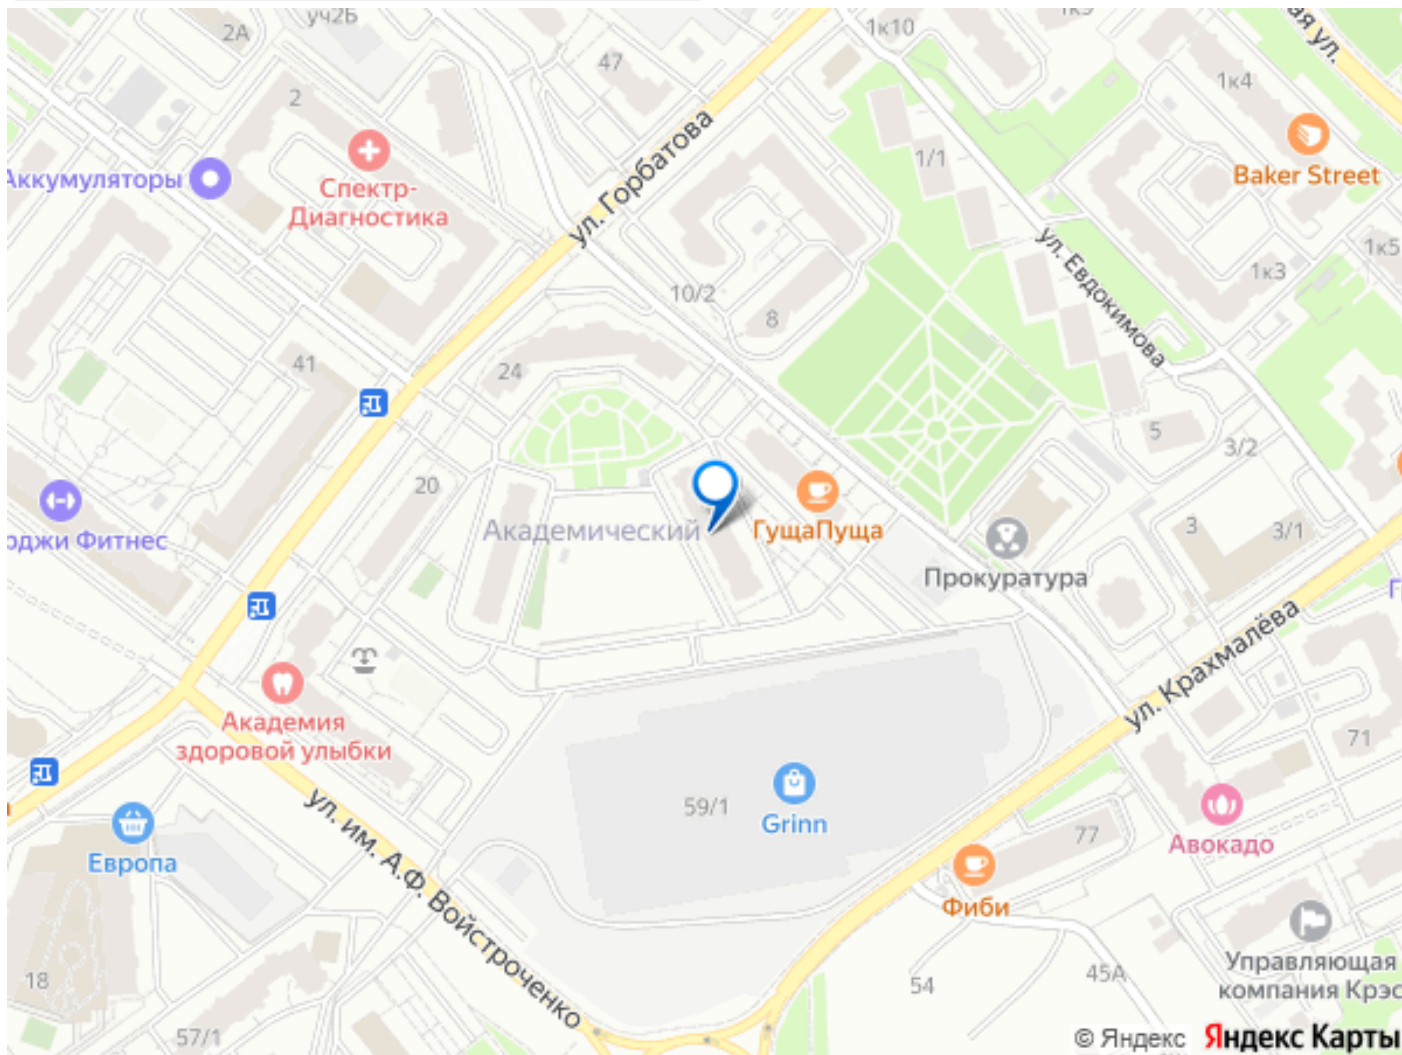 уч2Б
2А
1к10
1к9
ая ул.
47
2
1к4
Аккумуляторы
Спектр-
Диагностика
ул. Горбатова
1/1
Baker Street
ул. Евдокимова
1к5
1к3
10/2
8
41
24
5
3/2
20
3
3/1
рджи Фитнес
Академический
ГущаПуща
Прокуратура
ул. Крахмалёва
Академия
здоровой улыбки
71
59/1
Grinn
77
Авокадо
Европа
ул. им. А.Ф. Войстроченко
Фиби
Управляющая
компания Крэс
18
54
45А
57/1
© Яндекс Яндекс Карты